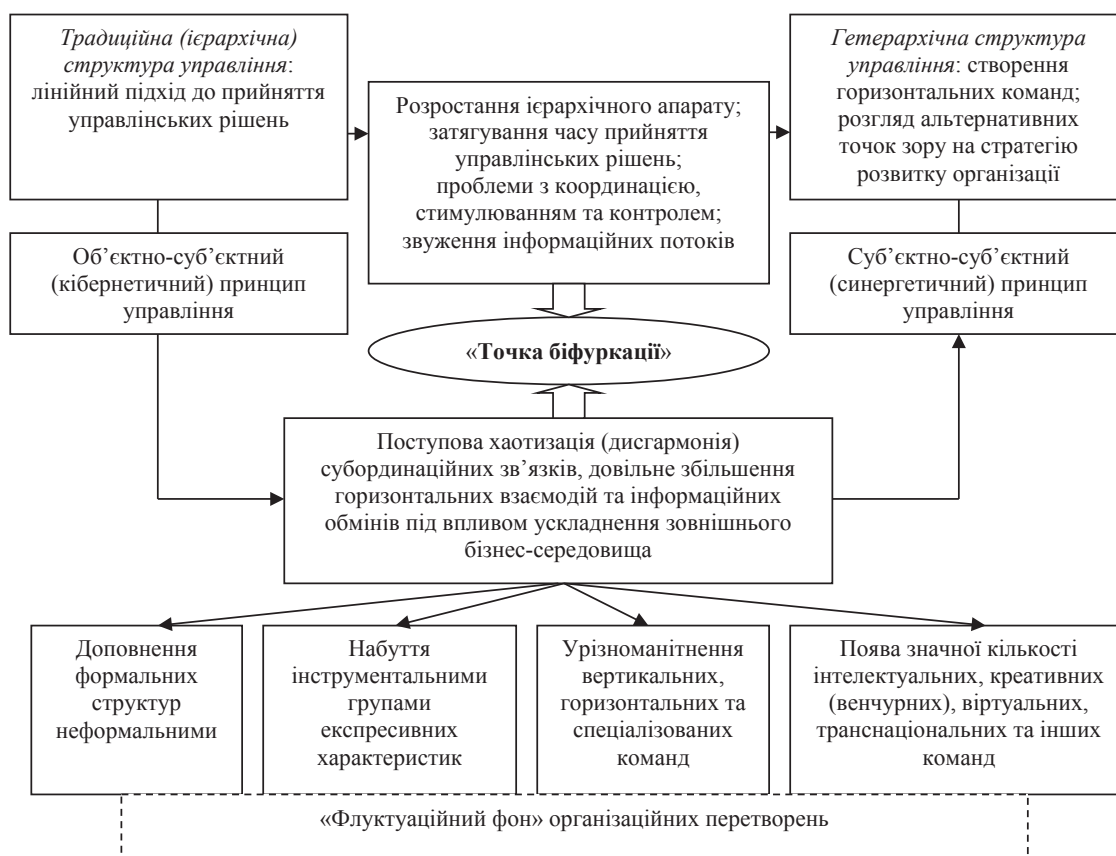 Традиційна (ієрархічна)
структура управління:
лінійний підхід до прийняття
управлінських рішень
Розростання ієрархічного апарату;
затягування часу прийняття
управлінських рішень;
проблеми з координацією,
стимулюванням та контролем;
звуження інформаційних потоків
Гетерархічна структура
управління: створення
горизонтальних команд;
розгляд альтернативних
точок зору на стратегію
розвитку організації
Об’єктно-суб’єктний
(кібернетичний) принцип
управління
Суб’єктно-суб’єктний
(синергетичний) принцип
управління
«Точка біфуркації»
Поступова хаотизація (дисгармонія)
субординаційних зв’язків, довільне збільшення
горизонтальних взаємодій та інформаційних
обмінів під впливом ускладнення зовнішнього
бізнес-середовища
Доповнення
формальних
структур
неформальними
Набуття
інструментальними
групами
експресивних
характеристик
Урізноманітнення
вертикальних,
горизонтальних та
спеціалізованих
команд
Поява значної кількості
інтелектуальних, креативних
(венчурних), віртуальних,
транснаціональних та інших
команд
«Флуктуаційний фон» організаційних перетворень